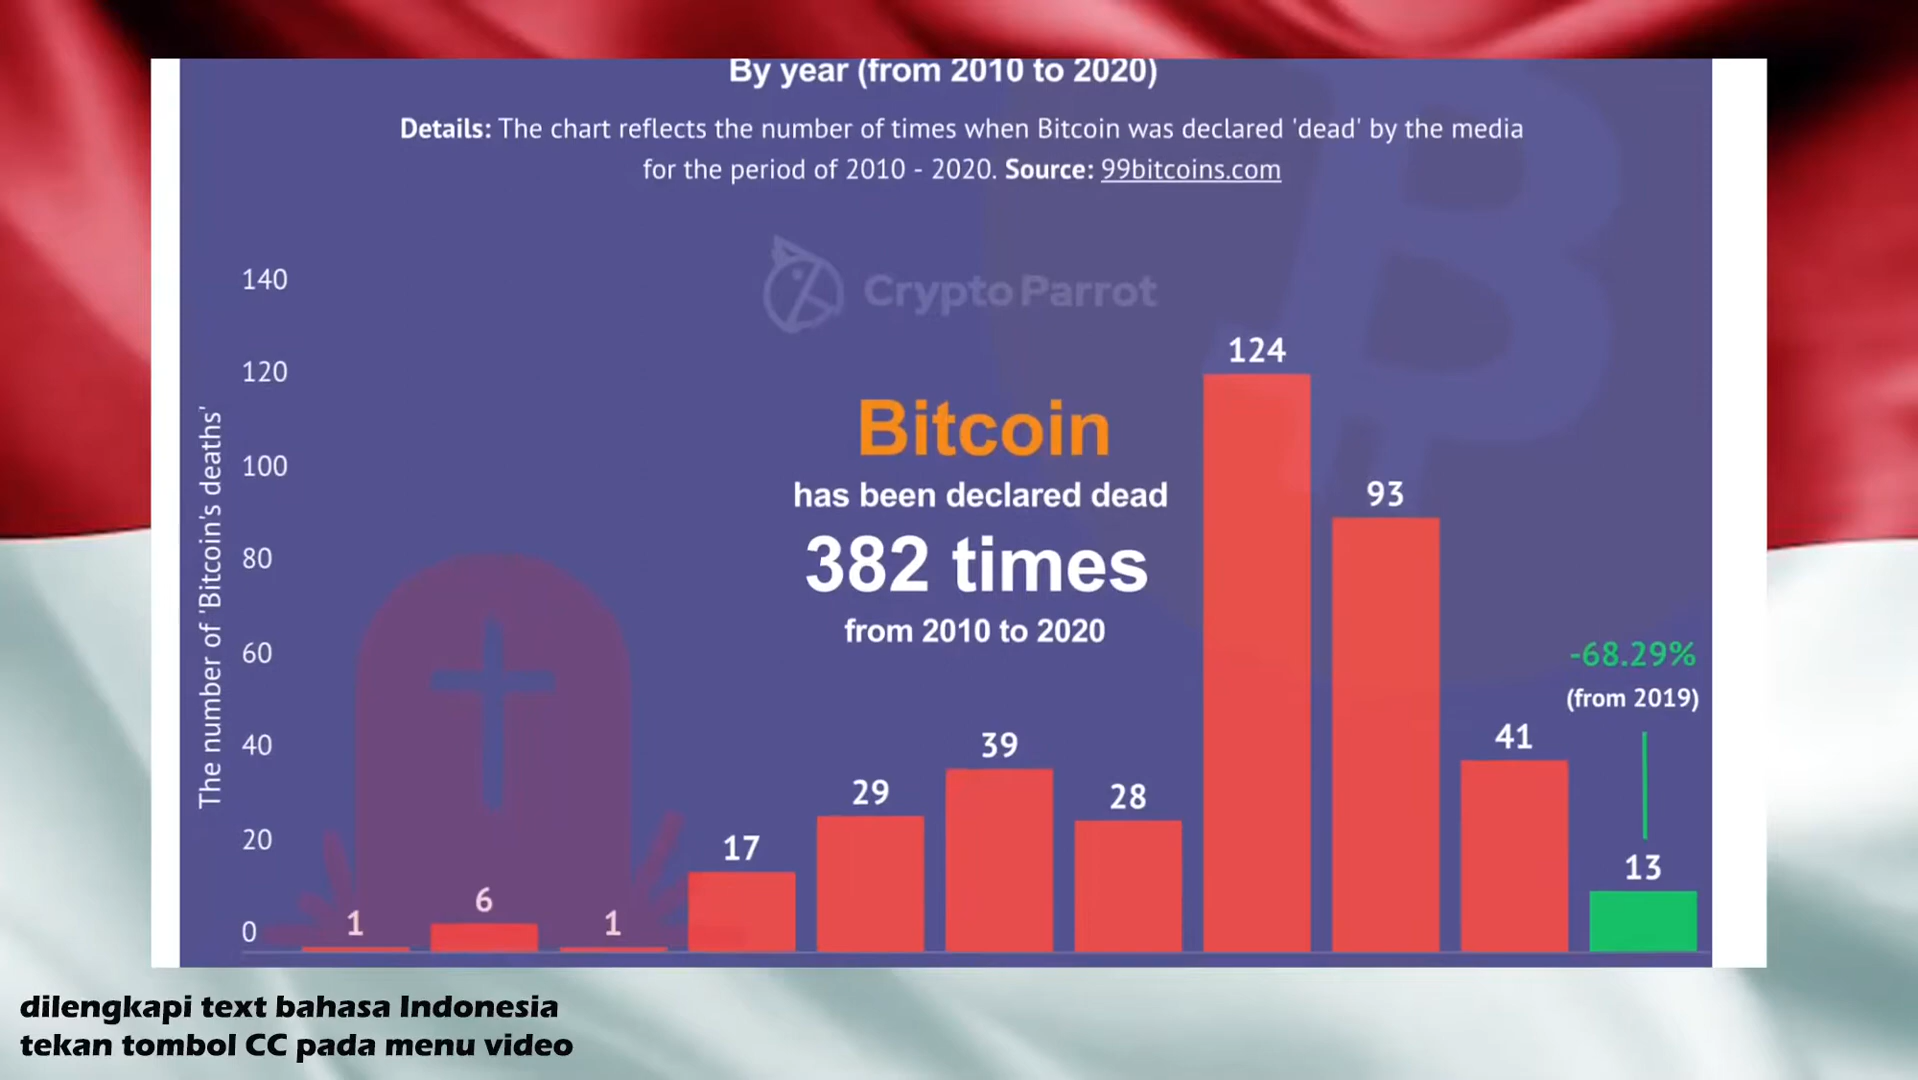 By year (from 2010 to 2020)
Details: The chart reflects the number of times when Bitcoin was declared 'dead' by the media
for the period of 2010 - 2020. Source: 99bitcoins.com
CryptoParrot
The number of 'Bitcoin's deaths'
140
120
100
80
60
40
20
0
Bitcoin
has been declared dead
382 times
from 2010 to 2020
1
6
1
17
29
39
28
124
93
41
-68.29%
(from 2019)
13
dilengkapi text bahasa Indonesia
tekan tombol CC pada menu video